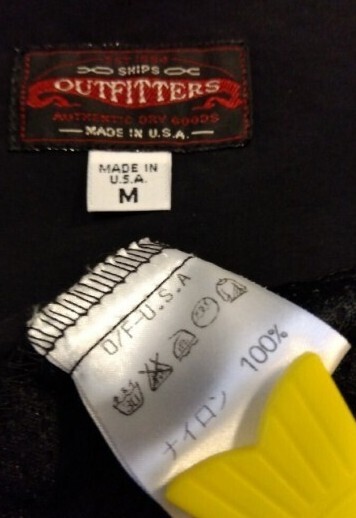 SHIPS
OUTFITTERS
AUTHENTIC DRY GOODS
MADE IN U.S.A.
MADE IN
U.S.A.
M
O/F-U.S.A
ナイロン 100%